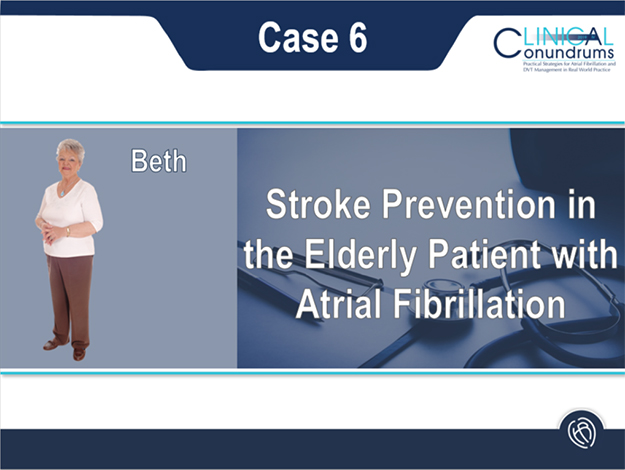 Case 6
CLINICAL
Conundrums
Practical Strategies for Atrial Fibrillation and
DVT Management in Real World Practice
Beth
Stroke Prevention in
the Elderly Patient with
Atrial Fibrillation